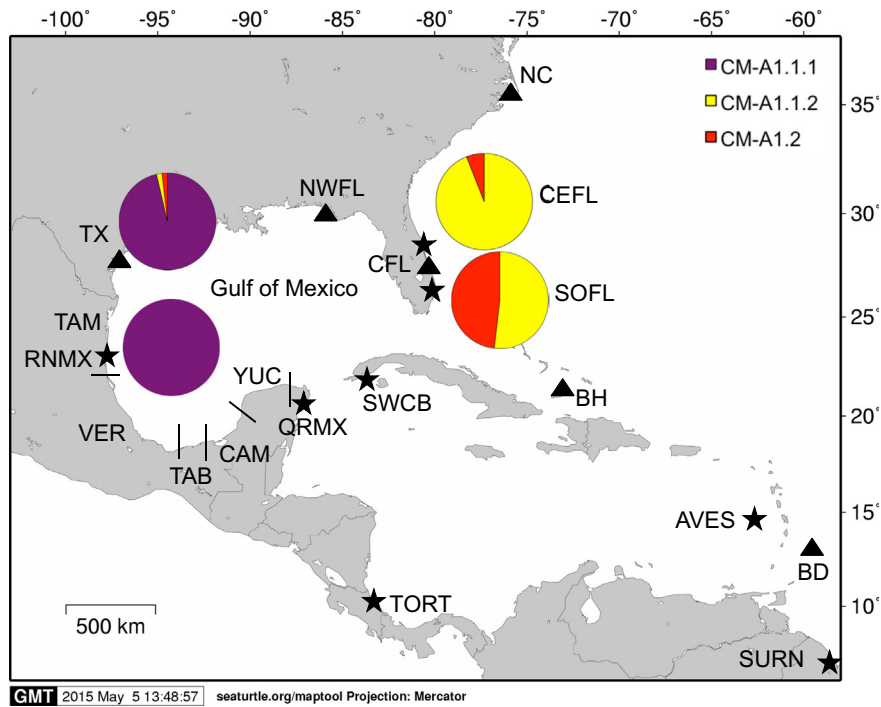 -100° -95° -90° -85° -80° -75° -70° -65° -60°
NC
CM-A1.1.1
CM-A1.1.2
CM-A1.2
35°
NWFL
CEFL
30°
TX
CFL
Gulf of Mexico
SOFL
TAM
25°
RNMX
YUC
SWCB
BH
20°
QRMX
VER
CAM
TAB
AVES
15°
BD
TORT
10°
500 km
SURN
GMT 2015 May 5 13:48:57 seaturtle.org/maptool Projection: Mercator